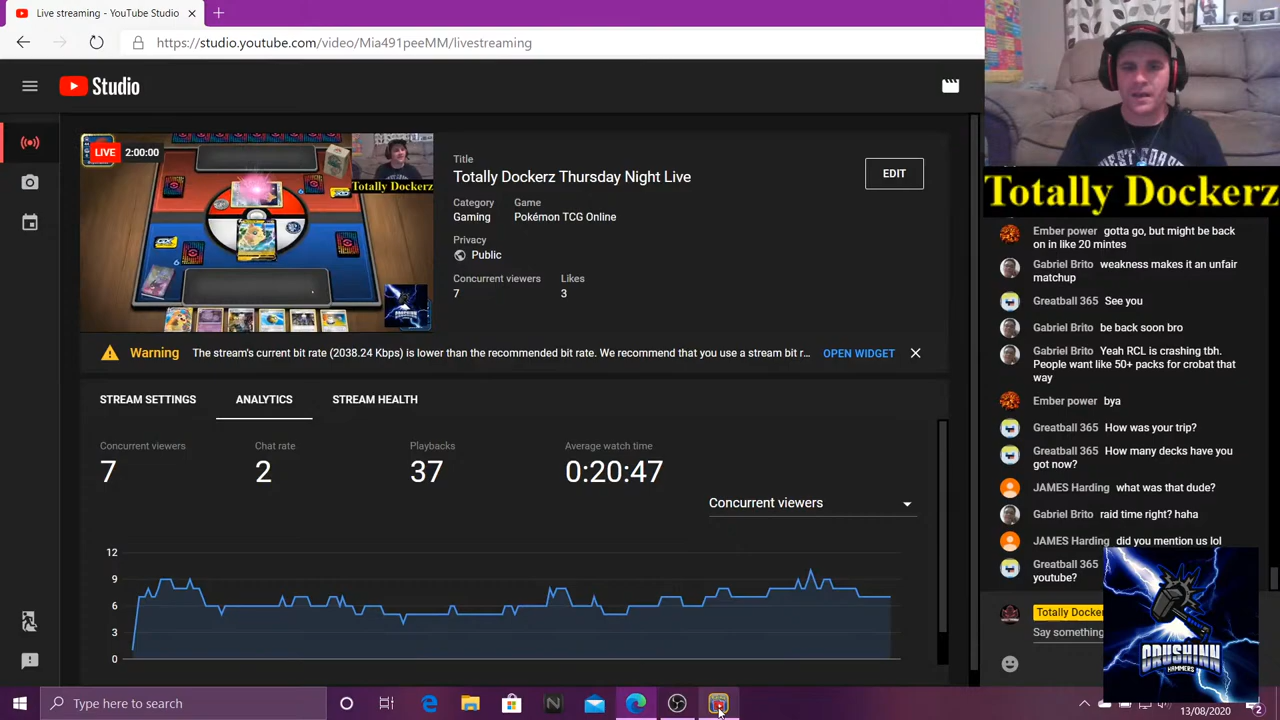 Live streaming - YouTube Studio
https://studio.youtube.com/video/Mia491peeMM/livestreaming
Studio
LIVE 2:00:00
Totally Dockerz
Title
Totally Dockerz Thursday Night Live
EDIT
Category
Gaming
Game
Pokémon TCG Online
Privacy
Public
Concurrent viewers
7
Likes
3
Warning The stream's current bit rate (2038.24 Kbps) is lower than the recommended bit rate. We recommend that you use a stream bit r... OPEN WIDGET
STREAM SETTINGS ANALYTICS STREAM HEALTH
Concurrent viewers
7
Chat rate
2
Playbacks
37
Average watch time
0:20:47
Concurrent viewers
12
9
6
3
0
Totally Dockerz
Ember power gotta go, but might be back
on in like 20 mintes
Gabriel Brito weakness makes it an unfair
matchup
Greatball 365 See you
Gabriel Brito be back soon bro
Gabriel Brito Yeah RCL is crashing tbh.
People want like 50+ packs for crobat that
way
Ember power bya
Greatball 365 How was your trip?
Greatball 365 How many decks have you
got now?
JAMES Harding what was that dude?
Gabriel Brito raid time right? haha
JAMES Harding did you mention us lol
Greatball 365
youtube?
Totally Docker
Say something
CRUSHINN
HAMMERS
Type here to search
13/08/2020
2